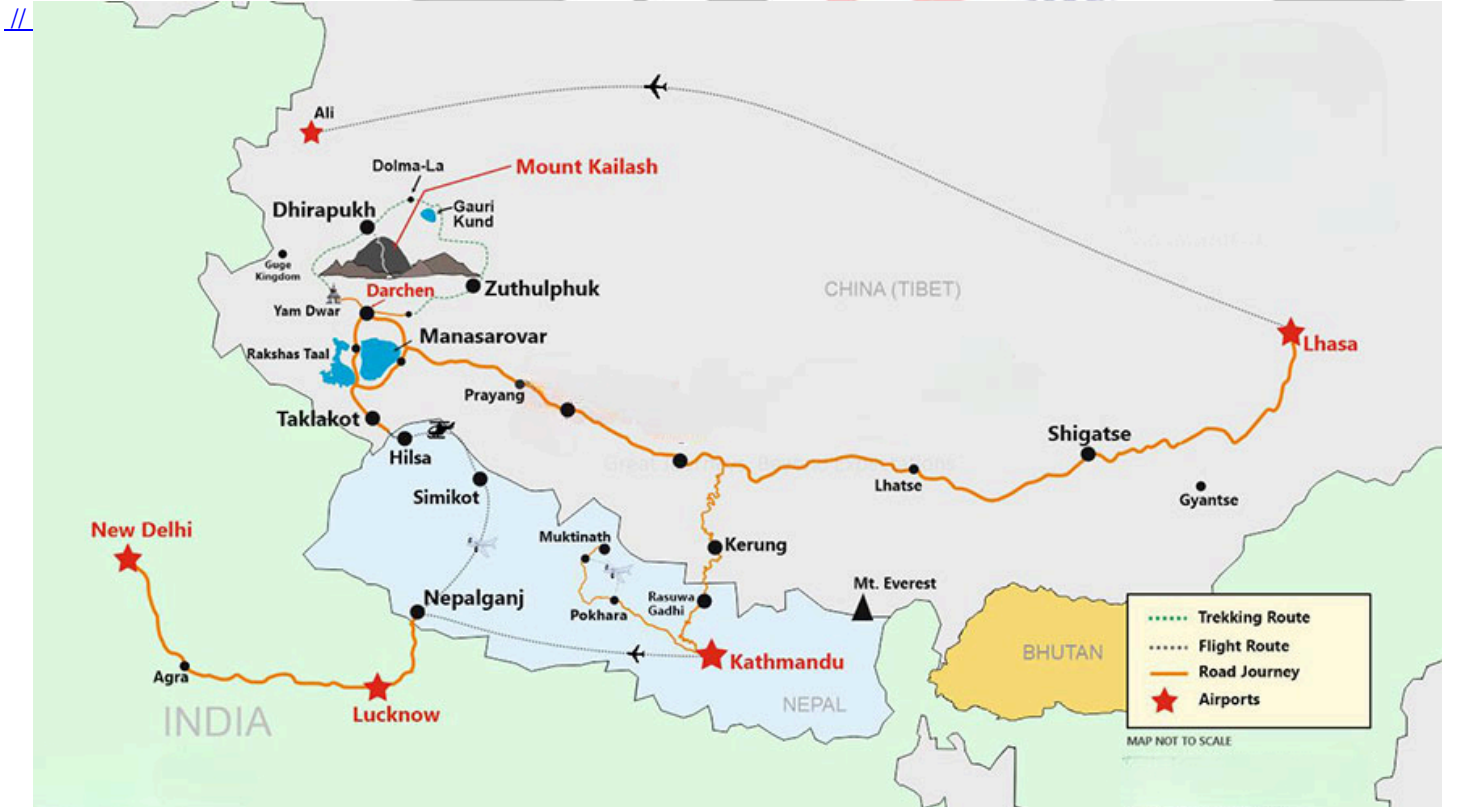 //
Ali
Dolma-La
Mount Kailash
Dhirapukh
Gauri
Kund
Guge
Kingdom
Darchen
Zuthulphuk
Yam Dwar
CHINA (TIBET)
Manasarovar
Rakshas Taal
Lhasa
Prayang
Taklakot
Hilsa
Shigatse
Simikot
Lhatse
Gyantse
New Delhi
Muktinath
Kerung
Mt. Everest
Nepalganj
Rasuwa
Gadhi
Pokhara
Kathmandu
BHUTAN
Agra
Lucknow
INDIA
NEPAL
Trekking Route
Flight Route
Road Journey
Airports
MAP NOT TO SCALE